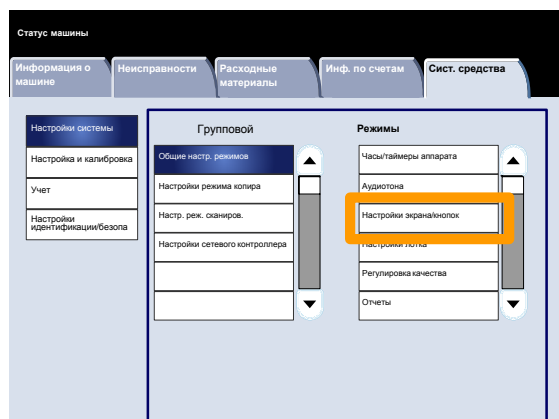 Статус машины
Информация о машине
Неисправности
Расходные материалы
Инф. по счетам
Сист. средства
Настройки системы
Настройка и калибровка
Учет
Настройки
идентификации/безопа
Групповой
Общие настр. режимов
Настройки режима копира
Настр. реж. сканиров.
Настройки сетевого контроллера
Режимы
Часы/таймеры аппарата
Аудиотона
Настройки экрана/кнопок
Настройки лотка
Регулировка качества
Отчеты